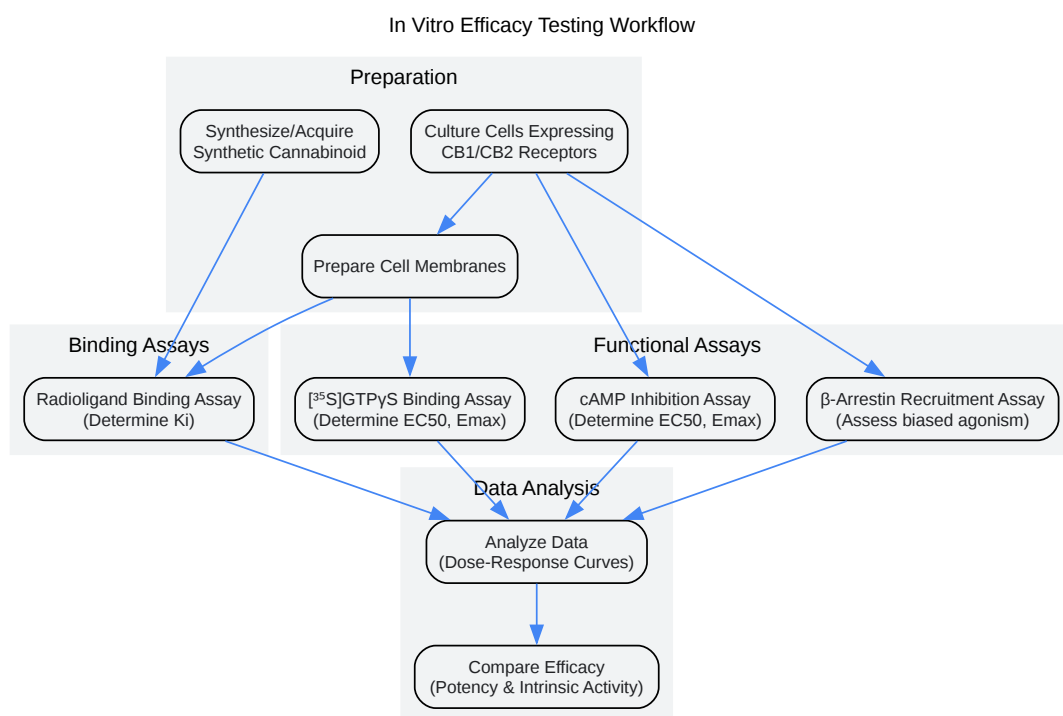 In Vitro Efficacy Testing Workflow
Preparation
Synthesize/Acquire
Synthetic Cannabinoid
Culture Cells Expressing
CB1/CB2 Receptors
Prepare Cell Membranes
Binding Assays
Functional Assays
Radioligand Binding Assay
(Determine Ki)
[³⁵S]GTPγS Binding Assay
(Determine EC50, Emax)
cAMP Inhibition Assay
(Determine EC50, Emax)
β-Arrestin Recruitment Assay
(Assess biased agonism)
Data Analysis
Analyze Data
(Dose-Response Curves)
Compare Efficacy
(Potency & Intrinsic Activity)